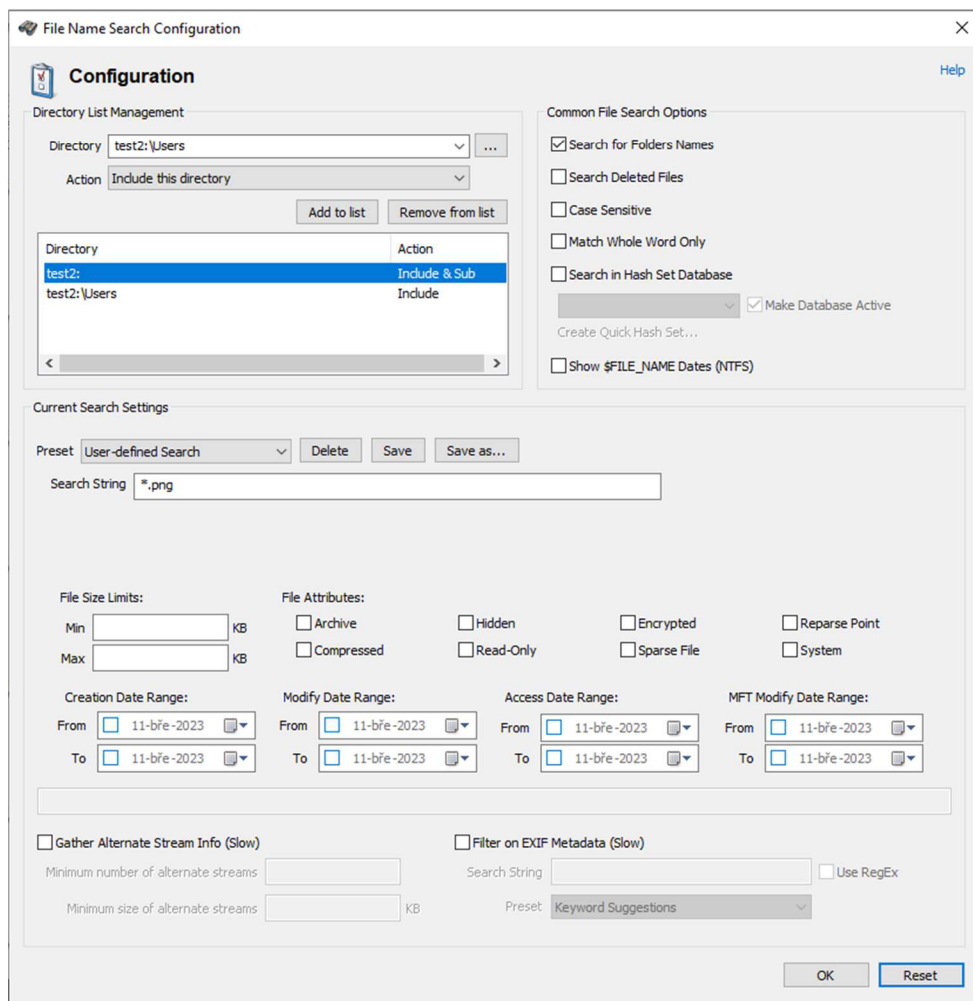 File Name Search Configuration
Configuration
Help
Directory List Management
Directory test2:\Users ...
Action Include this directory
Add to list Remove from list
Directory Action
test2: Include & Sub
test2:\Users Include
Common File Search Options
Search for Folders Names
Search Deleted Files
Case Sensitive
Match Whole Word Only
Search in Hash Set Database
Make Database Active
Create Quick Hash Set...
Show $FILE_NAME Dates (NTFS)
Current Search Settings
Preset User-defined Search Delete Save Save as...
Search String *.png
File Size Limits:
Min KB
Max KB
File Attributes:
Archive Hidden Encrypted Reparse Point
Compressed Read-Only Sparse File System
Creation Date Range: Modify Date Range: Access Date Range: MFT Modify Date Range:
From 11-bře-2023 From 11-bře-2023 From 11-bře-2023 From 11-bře-2023
To 11-bře-2023 To 11-bře-2023 To 11-bře-2023 To 11-bře-2023
Gather Alternate Stream Info (Slow)
Minimum number of alternate streams
Minimum size of alternate streams KB
Filter on EXIF Metadata (Slow)
Search String Use RegEx
Preset Keyword Suggestions
OK Reset